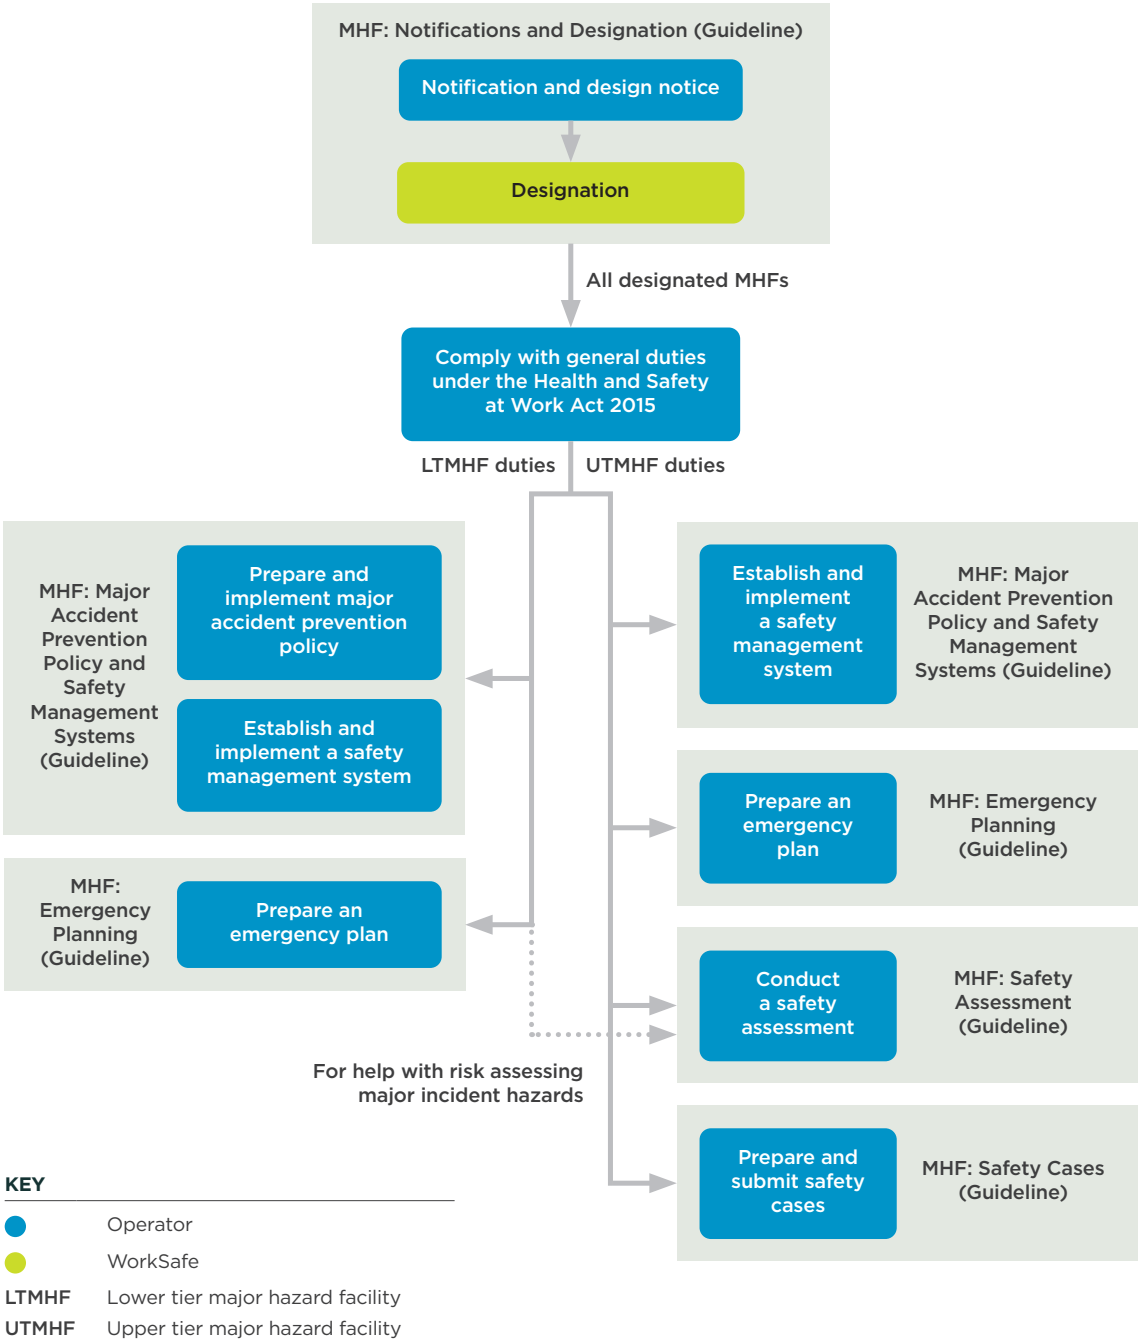 MHF: Notifications and Designation (Guideline)
Notification and design notice
Designation
All designated MHFs
Comply with general duties
under the Health and Safety
at Work Act 2015
LTMHF duties
UTMHF duties
MHF: Major
Accident
Prevention
Policy and
Safety
Management
Systems
(Guideline)
Prepare and
implement major
accident prevention
policy
Establish and
implement a safety
management system
MHF:
Emergency
Planning
(Guideline)
Prepare an
emergency plan
Establish and
implement
a safety
management
system
MHF: Major
Accident Prevention
Policy and Safety
Management
Systems (Guideline)
Prepare an
emergency
plan
MHF: Emergency
Planning
(Guideline)
Conduct
a safety
assessment
MHF: Safety
Assessment
(Guideline)
For help with risk assessing
major incident hazards
Prepare and
submit safety
cases
MHF: Safety Cases
(Guideline)
KEY
Operator
WorkSafe
LTMHF Lower tier major hazard facility
UTMHF Upper tier major hazard facility